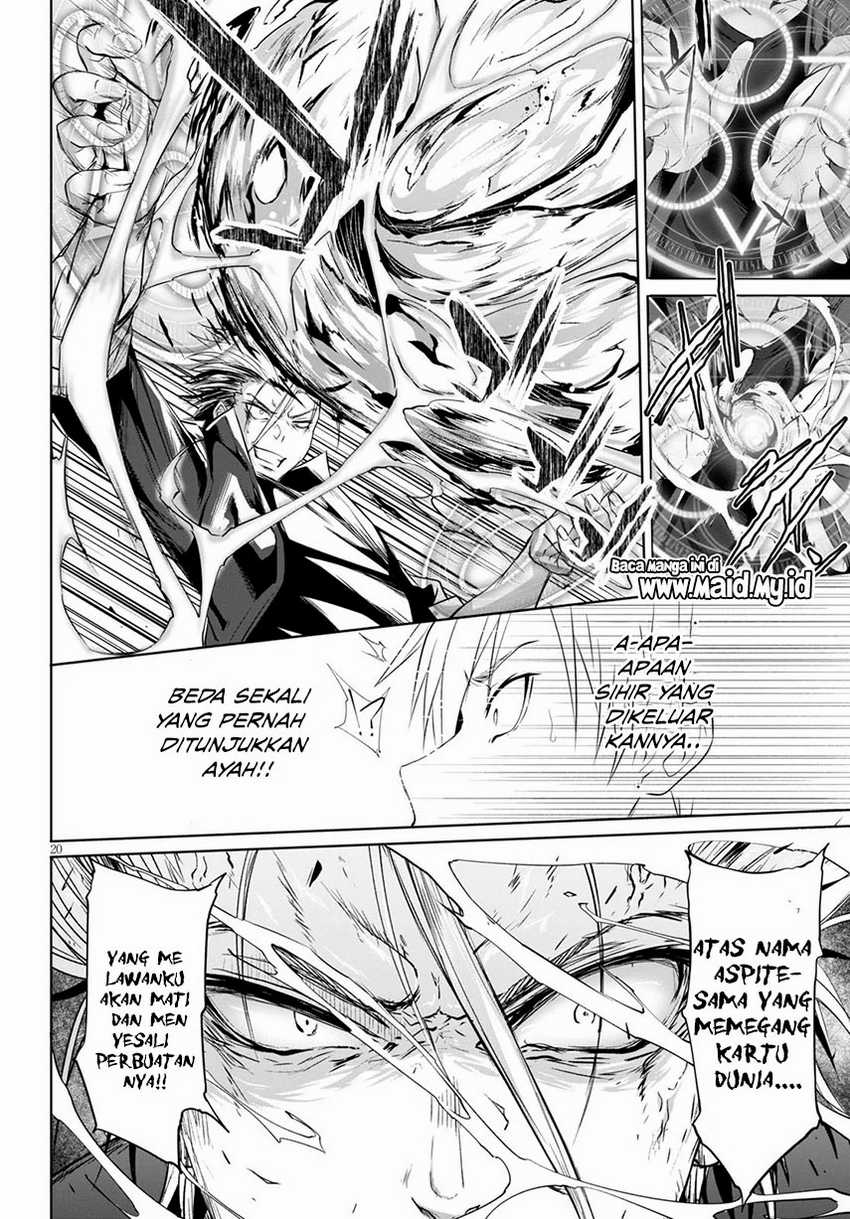 Baca Manga ini di
www.Maid.My.id
A-APA-
APAAN
SIHIR YANG
DIKELUAR
KANNYA..
BEDA SEKALI
YANG PERNAH
DITUNJUKKAN
AYAH!!
20
ATAS NAMA
ASPITE-
SAMA YANG
MEMEGANG
KARTU
DUNIA....
YANG ME
LAWANKU
AKAN MATI
DAN MEN
YESALI
PERBUATAN
NYA!!